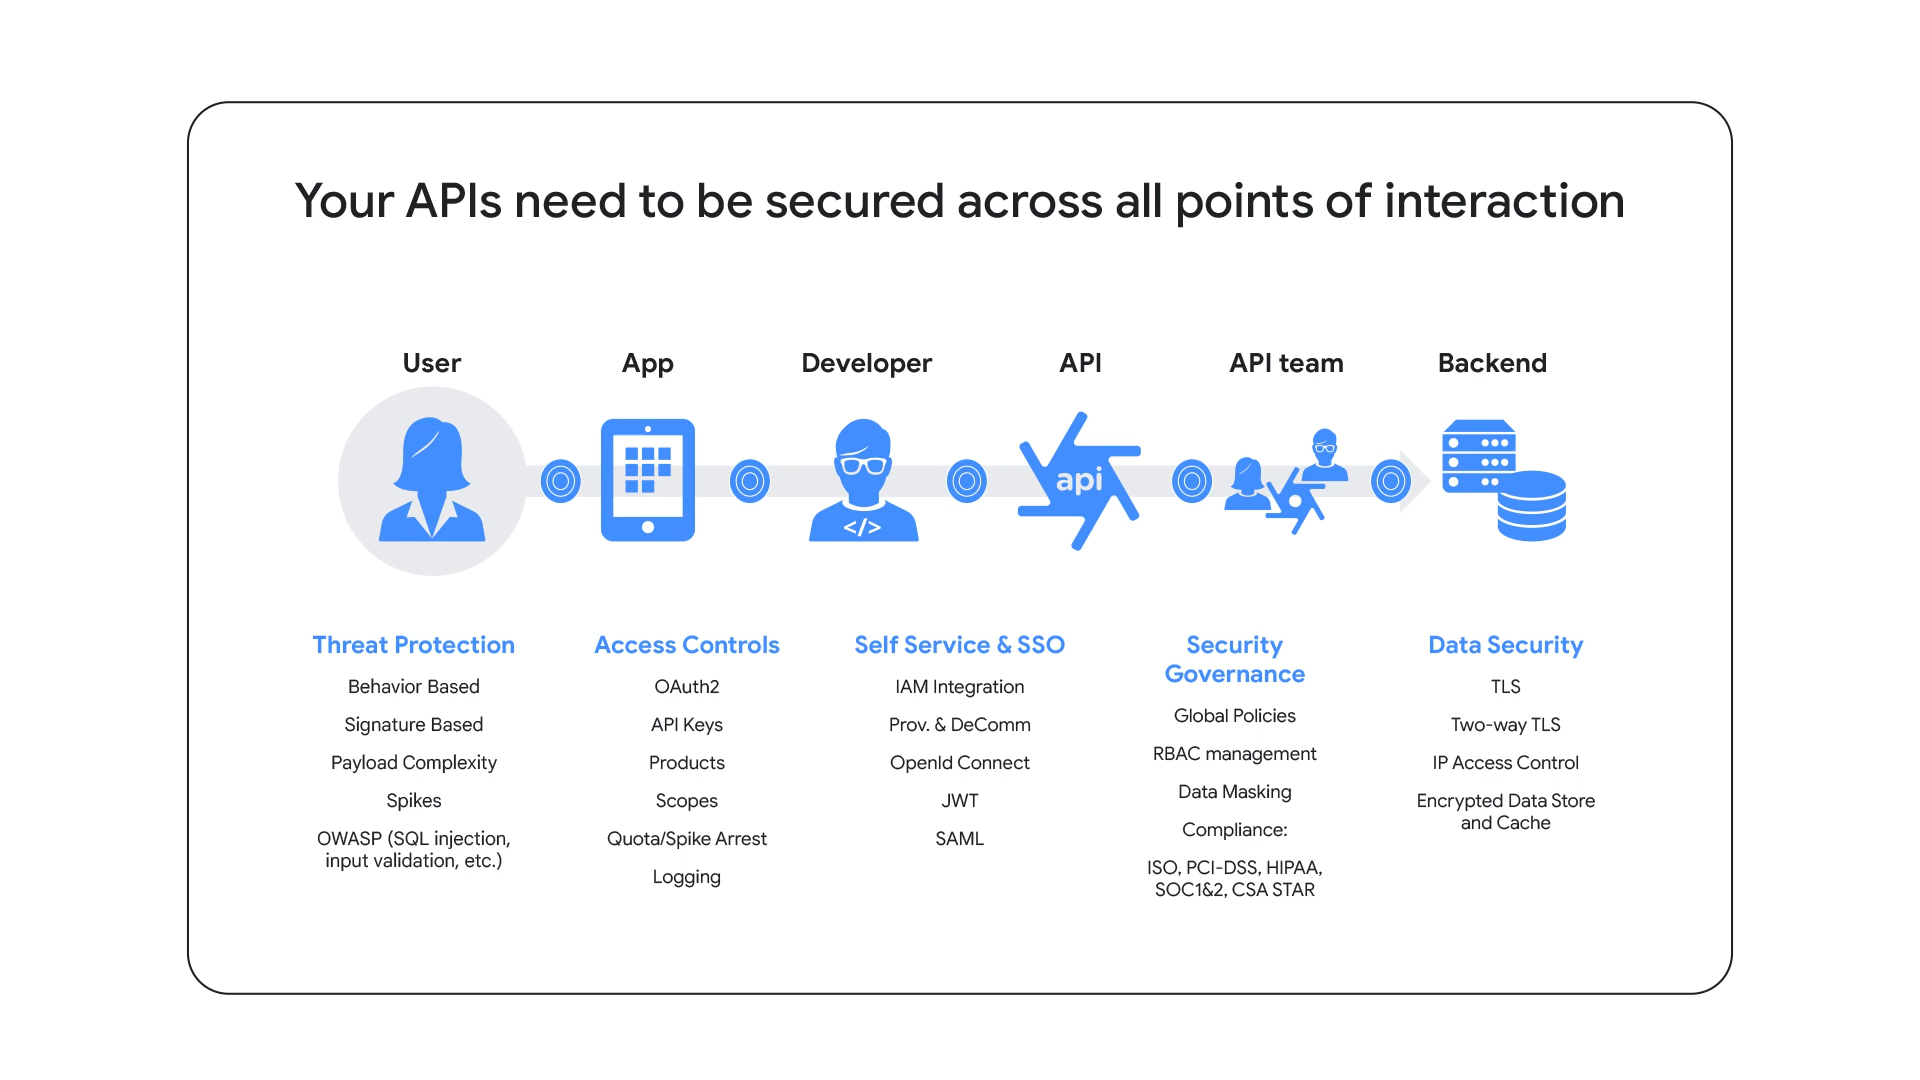 Your APIs need to be secured across all points of interaction
User
App
Developer
API
API team
Backend
</>
api
Threat Protection
Behavior Based
Signature Based
Payload Complexity
Spikes
OWASP (SQL injection,
input validation, etc.)
Access Controls
OAuth2
API Keys
Products
Scopes
Quota/Spike Arrest
Logging
Self Service & SSO
IAM Integration
Prov. & DeComm
OpenId Connect
JWT
SAML
Security
Governance
Global Policies
RBAC management
Data Masking
Compliance:
ISO, PCI-DSS, HIPAA,
SOC1&2, CSA STAR
Data Security
TLS
Two-way TLS
IP Access Control
Encrypted Data Store
and Cache